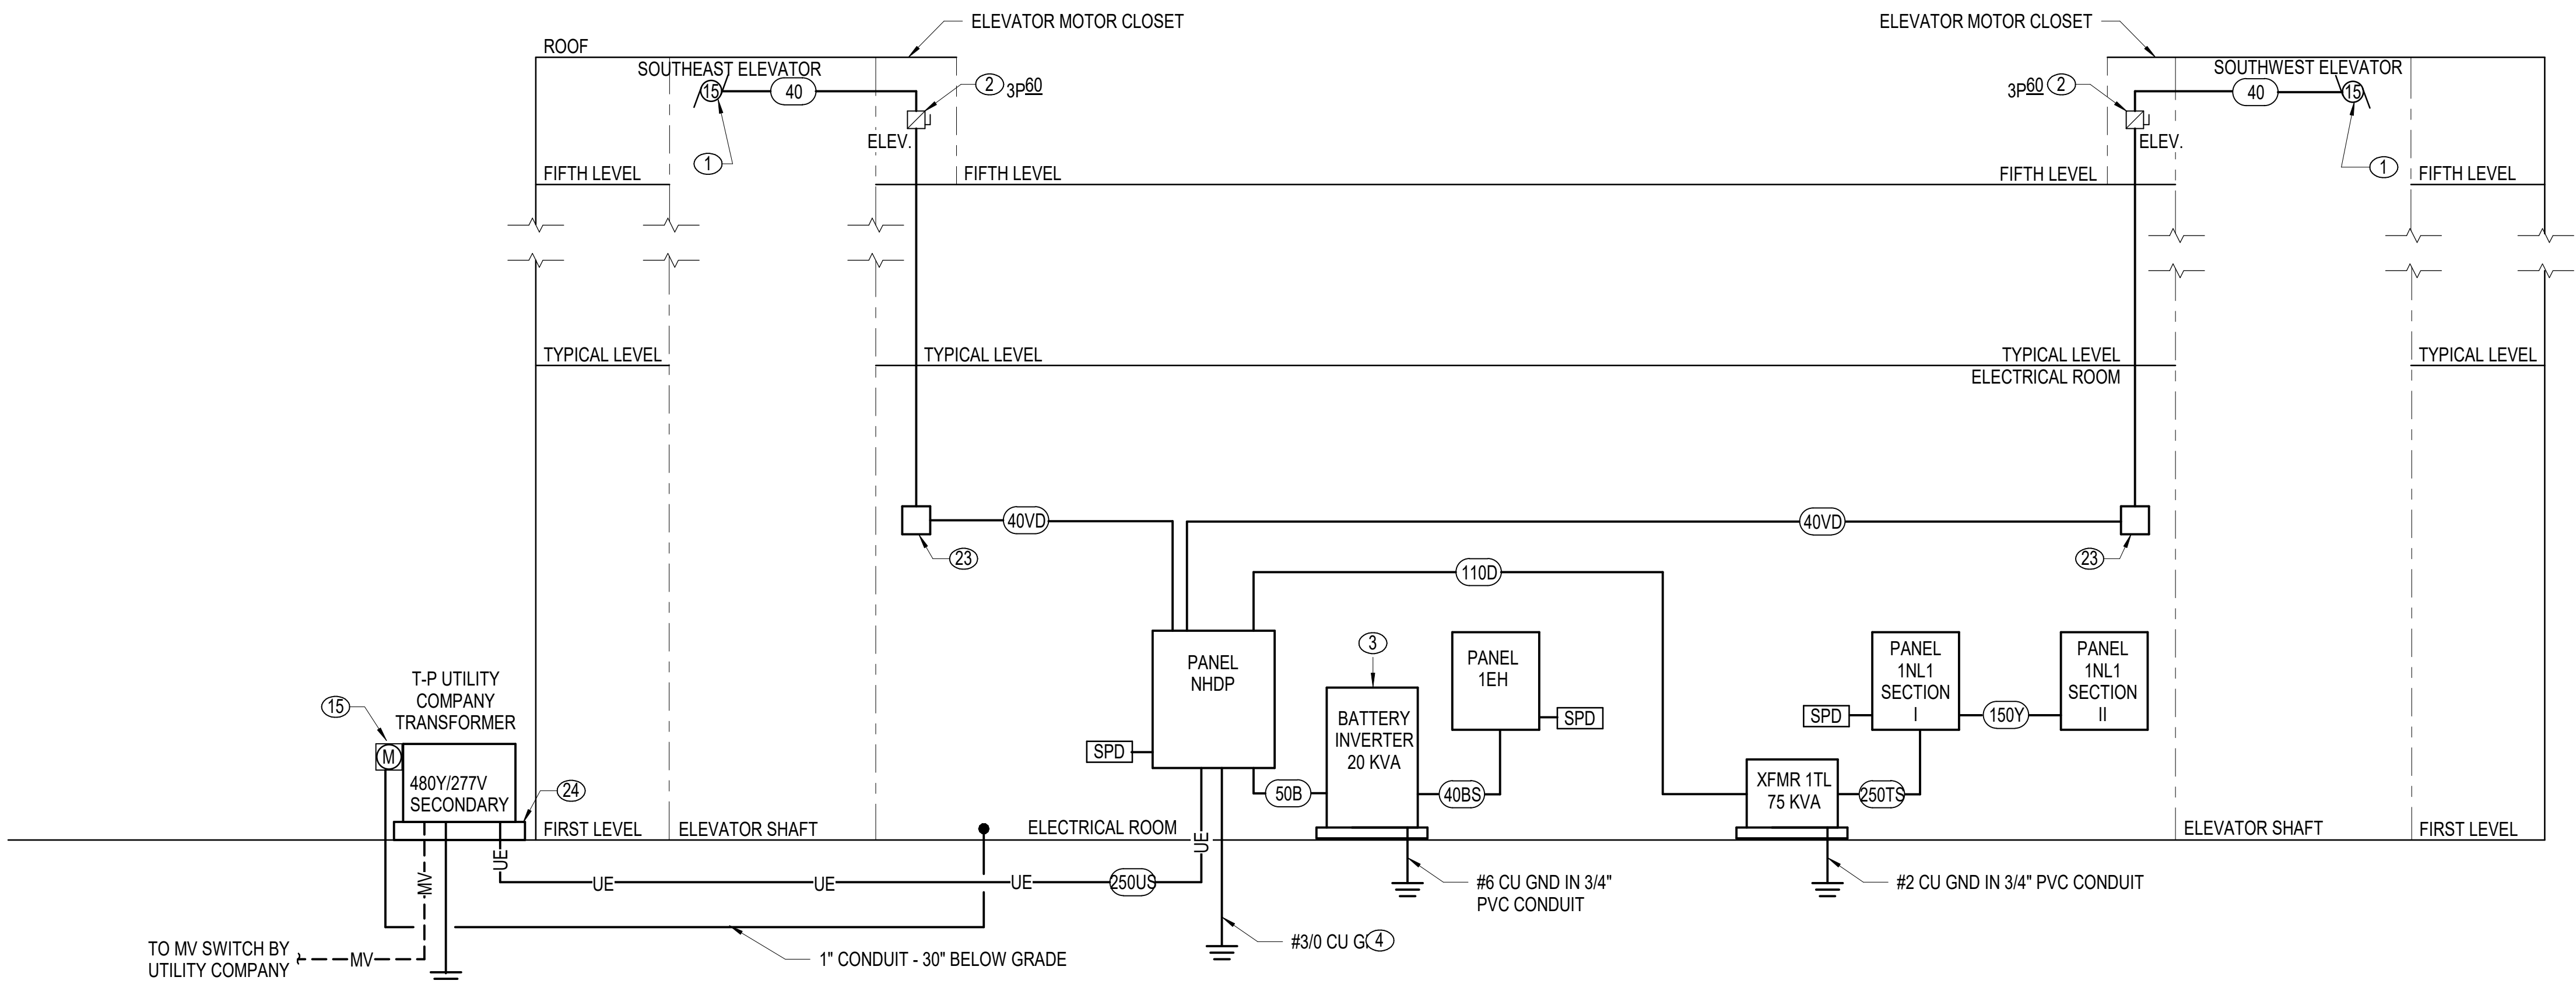 ELEVATOR MOTOR CLOSET
ELEVATOR MOTOR CLOSET
ROOF
SOUTHEAST ELEVATOR
15
40
2
3P60
ELEV.
1
SOUTHWEST ELEVATOR
3P60
2
40
15
ELEV.
1
FIFTH LEVEL
FIFTH LEVEL
FIFTH LEVEL
FIFTH LEVEL
TYPICAL LEVEL
TYPICAL LEVEL
TYPICAL LEVEL
ELECTRICAL ROOM
TYPICAL LEVEL
40VD
40VD
23
23
110D
T-P UTILITY
COMPANY
TRANSFORMER
15
M
480Y/277V
SECONDARY
24
PANEL
NHDP
SPD
3
BATTERY
INVERTER
20 KVA
50B
PANEL
1EH
SPD
40BS
XFMR 1TL
75 KVA
250TS
PANEL
1NL1
SECTION
I
SPD
150Y
PANEL
1NL1
SECTION
II
FIRST LEVEL
ELEVATOR SHAFT
ELECTRICAL ROOM
ELEVATOR SHAFT
FIRST LEVEL
UE
UE
MV
UE
UE
UE
250US
#6 CU GND IN 3/4"
PVC CONDUIT
#2 CU GND IN 3/4" PVC CONDUIT
#3/0 CU G
4
TO MV SWITCH BY
UTILITY COMPANY
MV
1" CONDUIT - 30" BELOW GRADE